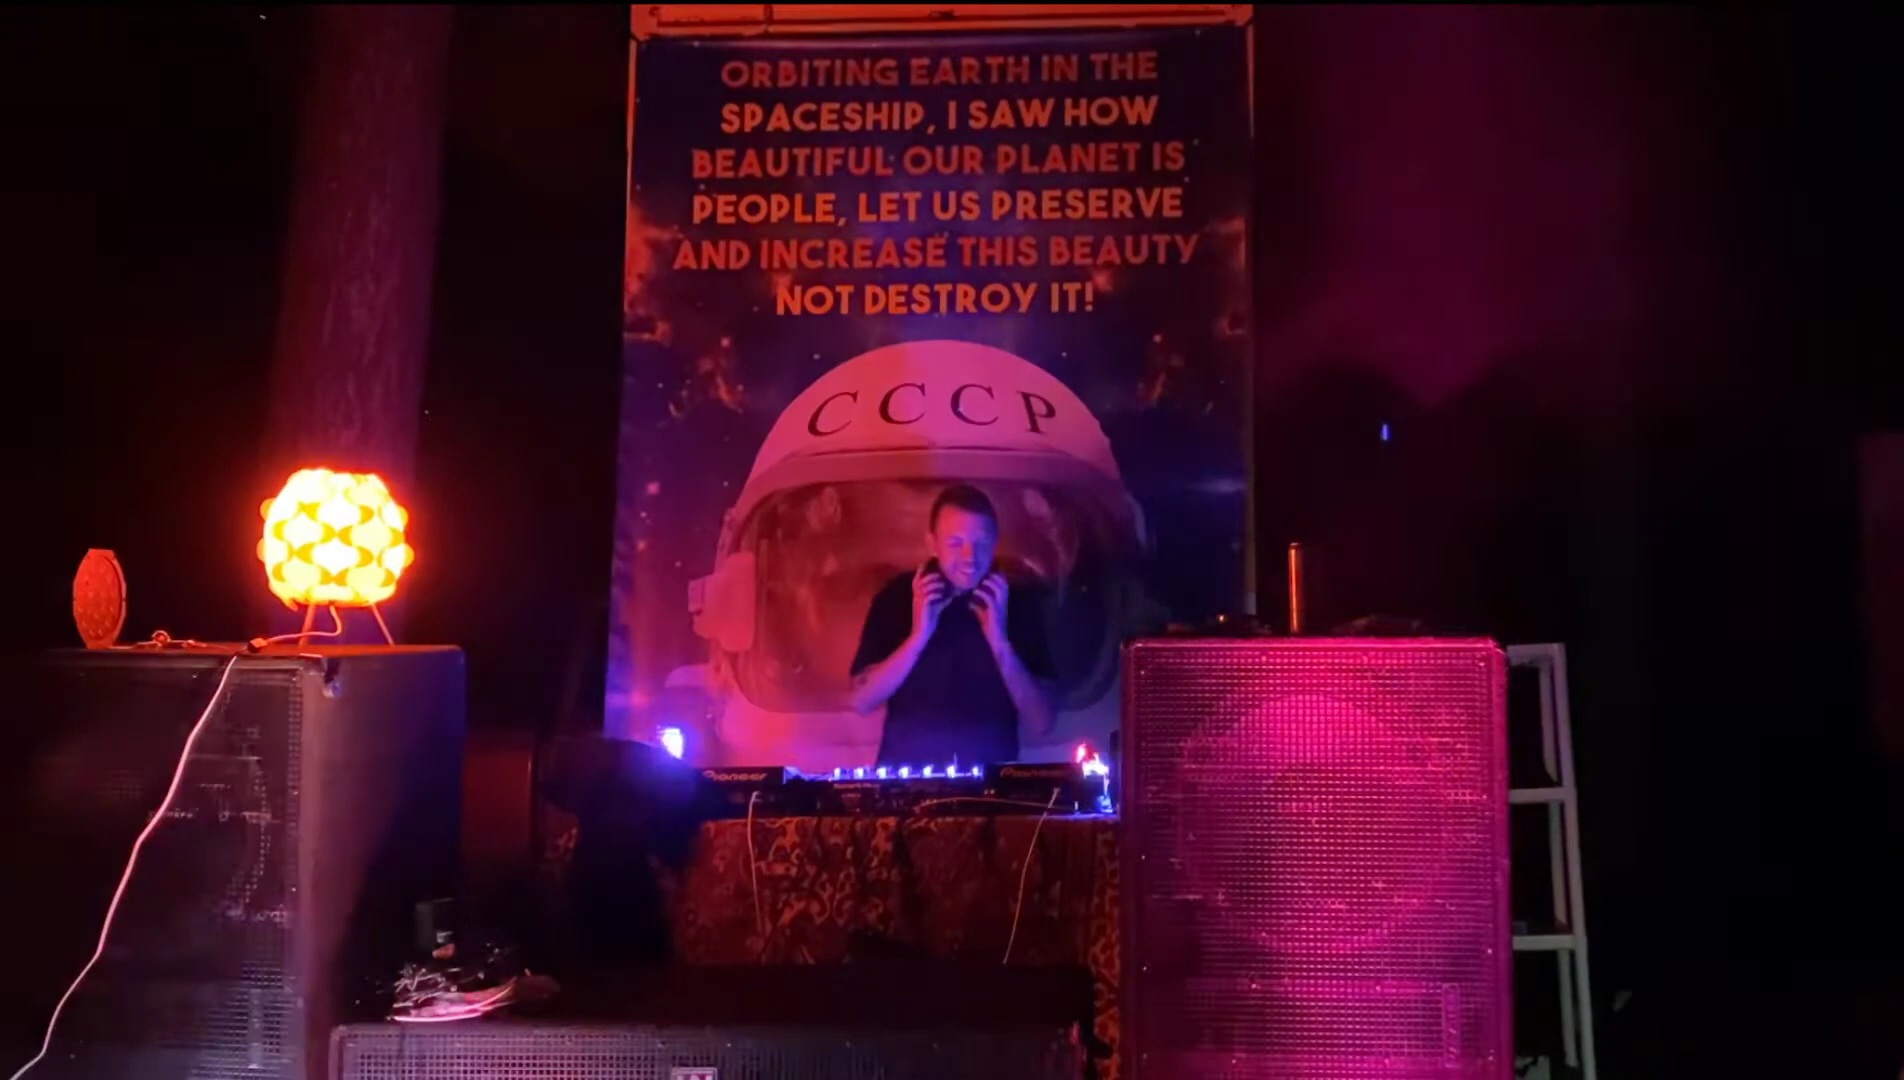 ORBITING EARTH IN THE
SPACESHIP, I SAW HOW
BEAUTIFUL OUR PLANET IS
PEOPLE, LET US PRESERVE
AND INCREASE THIS BEAUTY
NOT DESTROY IT!
СССР
Pioneer
Pioneer